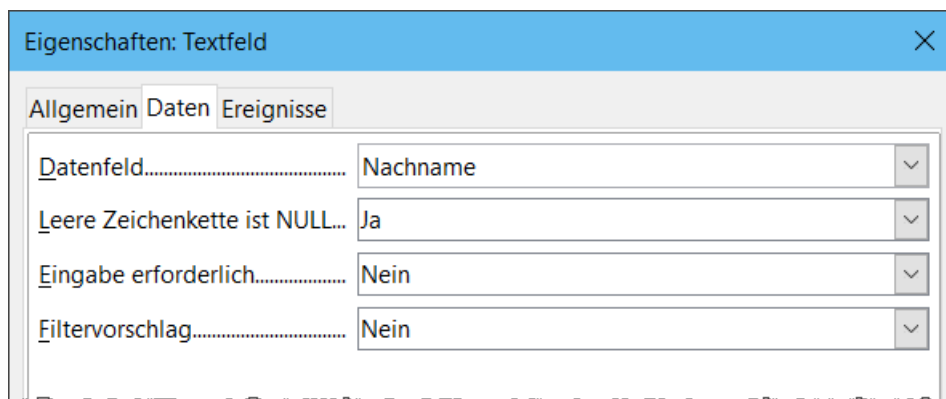 Eigenschaften: Textfeld
Allgemein Daten Ereignisse
Datenfeld.......................................... Nachname
Leere Zeichenkette ist NULL... Ja
Eingabe erforderlich................... Nein
Filtervorschlag................................ Nein